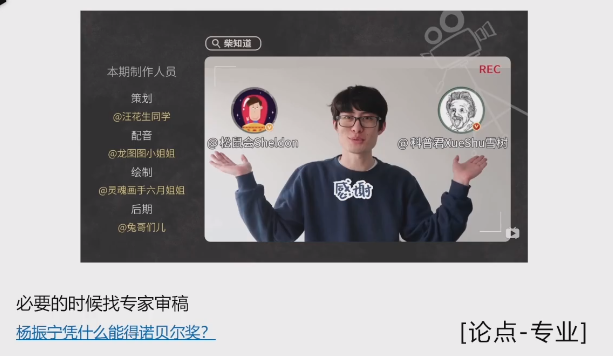 柴知道
REC
本期制作人员
策划
@汪花生同学
配音
@龙图图小姐姐
绘制
@灵魂画手六月姐姐
后期
@兔哥们儿
@松鼠会Sheldon
@科普君XueShu雪树
感谢
必要的时候找专家审稿
杨振宁凭什么能得诺贝尔奖？
[论点-专业]